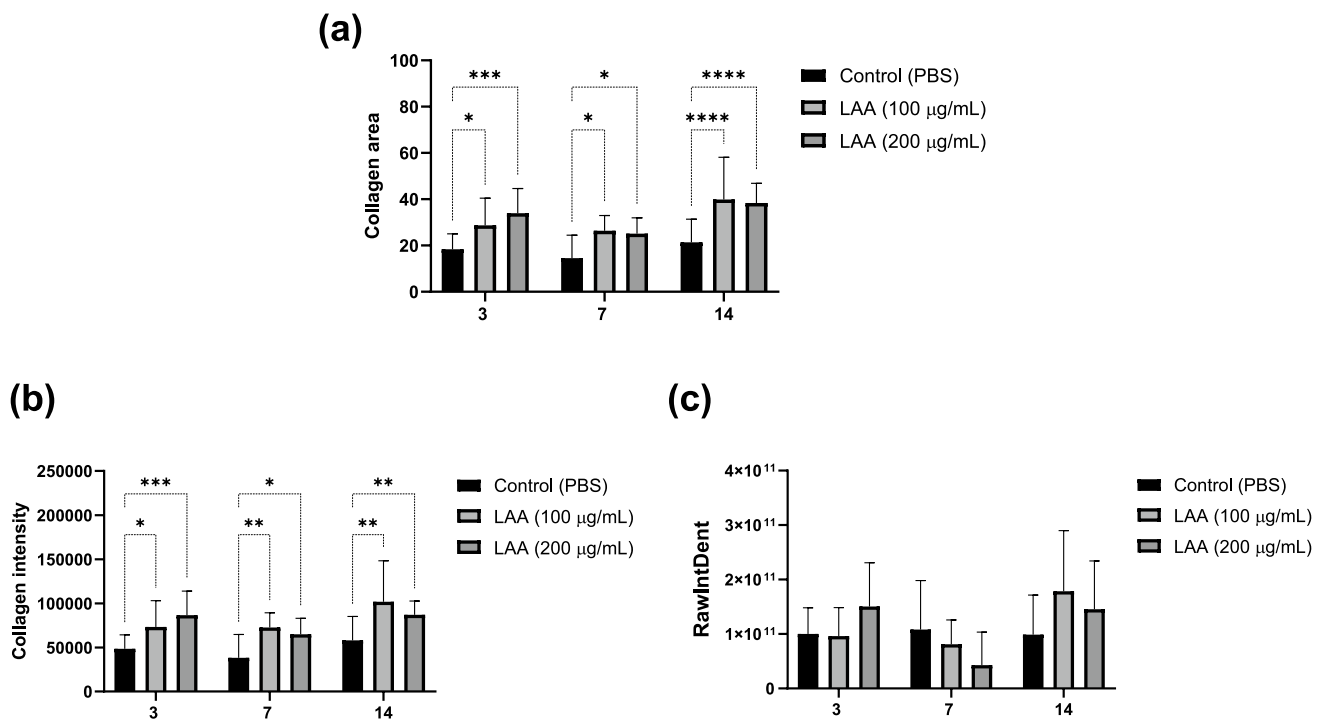 (a)
Collagen area
100
80
60
40
20
0
*** * ****
* * ****
3 7 14
Control (PBS)
LAA (100 μg/mL)
LAA (200 μg/mL)
(b)
Collagen intensity
250000
200000
150000
100000
50000
0
*** * **
* ** **
3 7 14
Control (PBS)
LAA (100 μg/mL)
LAA (200 μg/mL)
(c)
RawIntDent
4×10¹¹
3×10¹¹
2×10¹¹
1×10¹¹
0
3 7 14
Control (PBS)
LAA (100 μg/mL)
LAA (200 μg/mL)